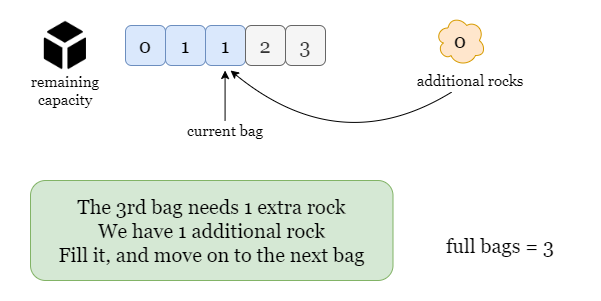 0 1 1 2 3
0
remaining
capacity
additional rocks
current bag
The 3rd bag needs 1 extra rock
We have 1 additional rock
Fill it, and move on to the next bag
full bags = 3